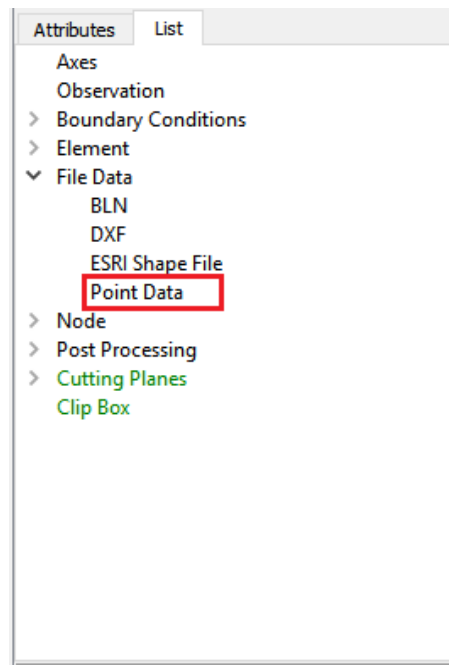 Attributes List
Axes
Observation
Boundary Conditions
Element
File Data
BLN
DXF
ESRI Shape File
Point Data
Node
Post Processing
Cutting Planes
Clip Box